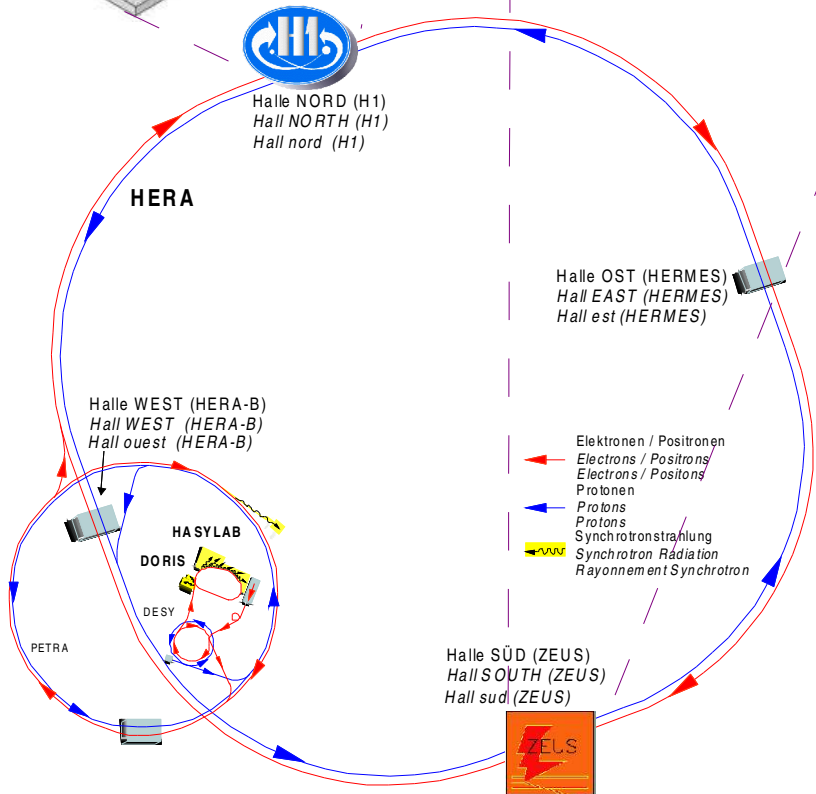 H1
Halle NORD (H1)
Hall NORTH (H1)
Hall nord (H1)
HERA
Halle OST (HERMES)
Hall EAST (HERMES)
Hall est (HERMES)
Halle WEST (HERA-B)
Hall WEST (HERA-B)
Hall ouest (HERA-B)
Elektronen / Positronen
Electrons / Positrons
Electrons / Positons
Protonen
Protons
Protons
Synchrotronstrahlung
Synchrotron Radiation
Rayonnement Synchrotron
HASYLAB
DORIS
DESY
PETRA
Halle SÜD (ZEUS)
Hall SOUTH (ZEUS)
Hall sud (ZEUS)
ZEUS